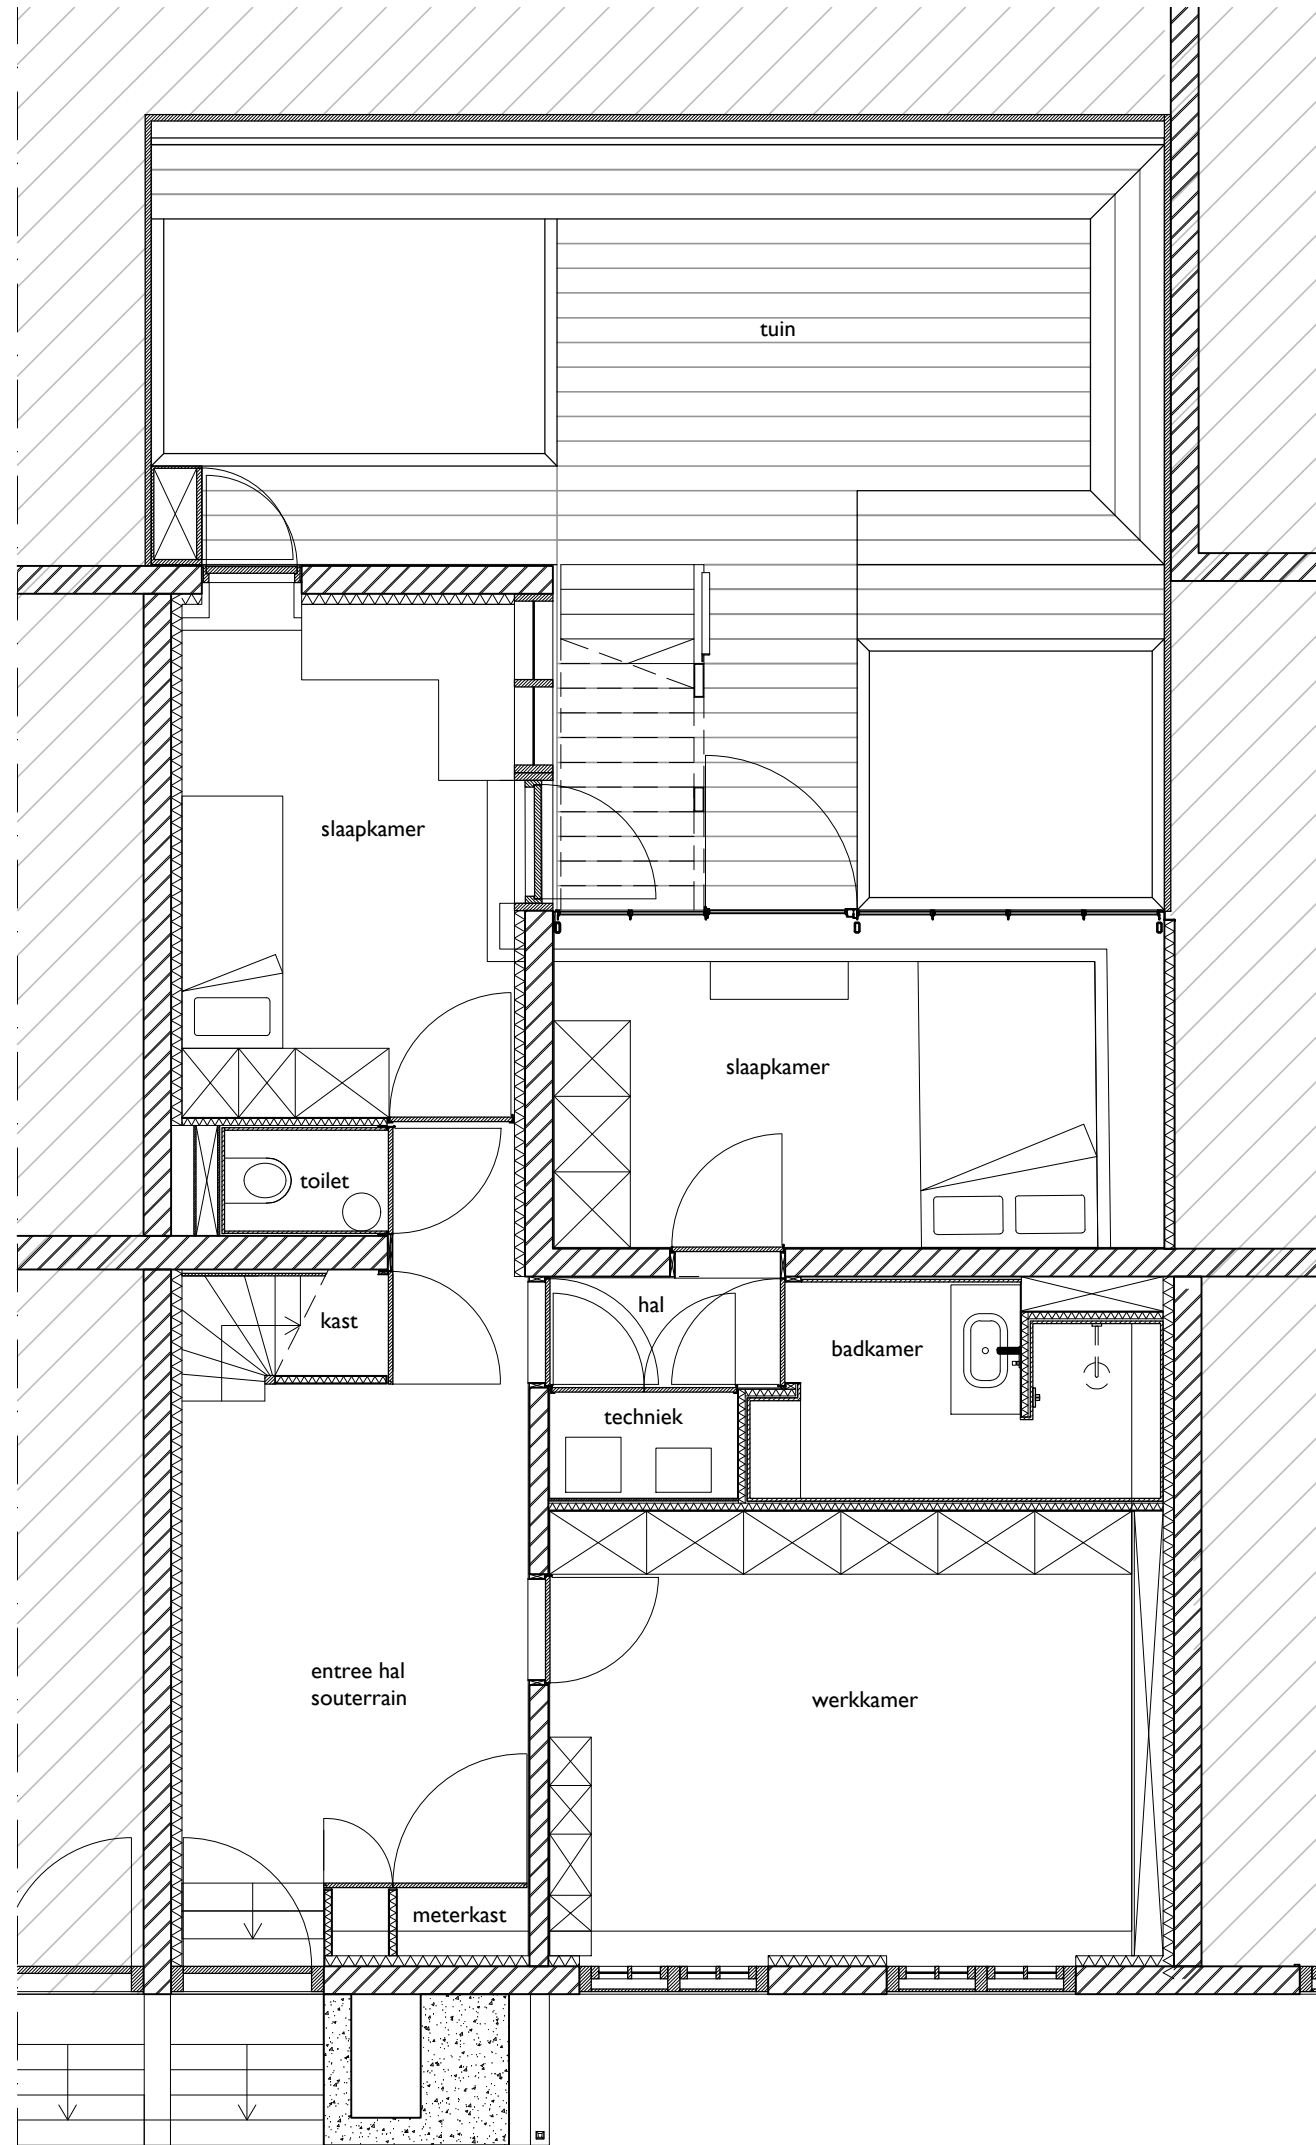 tuin
slaapkamer
slaapkamer
toilet
hal
kast
badkamer
techniek
entree hal
souterrain
werkkamer
meterkast